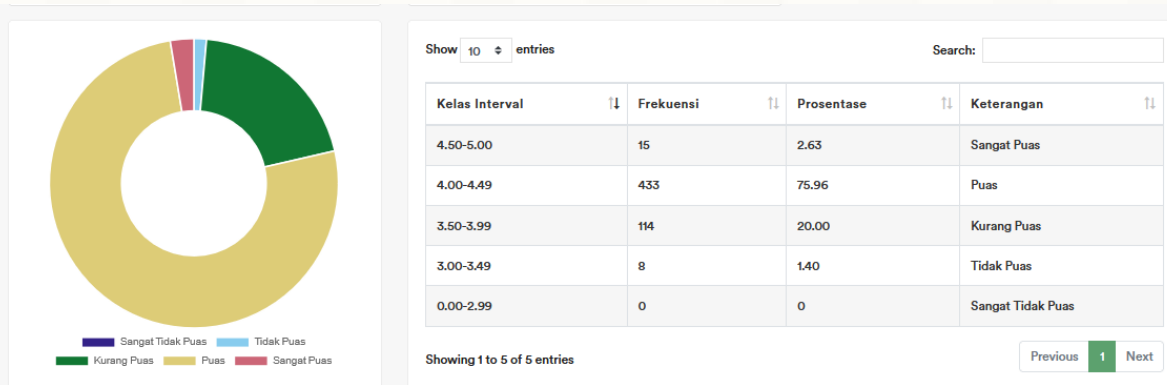 Sangat Tidak Puas Tidak Puas
Kurang Puas Puas Sangat Puas
Show 10 entries Search:
Kelas Interval Frekuensi Prosentase Keterangan
4.50-5.00 15 2.63 Sangat Puas
4.00-4.49 433 75.96 Puas
3.50-3.99 114 20.00 Kurang Puas
3.00-3.49 8 1.40 Tidak Puas
0.00-2.99 0 0 Sangat Tidak Puas
Showing 1 to 5 of 5 entries Previous 1 Next